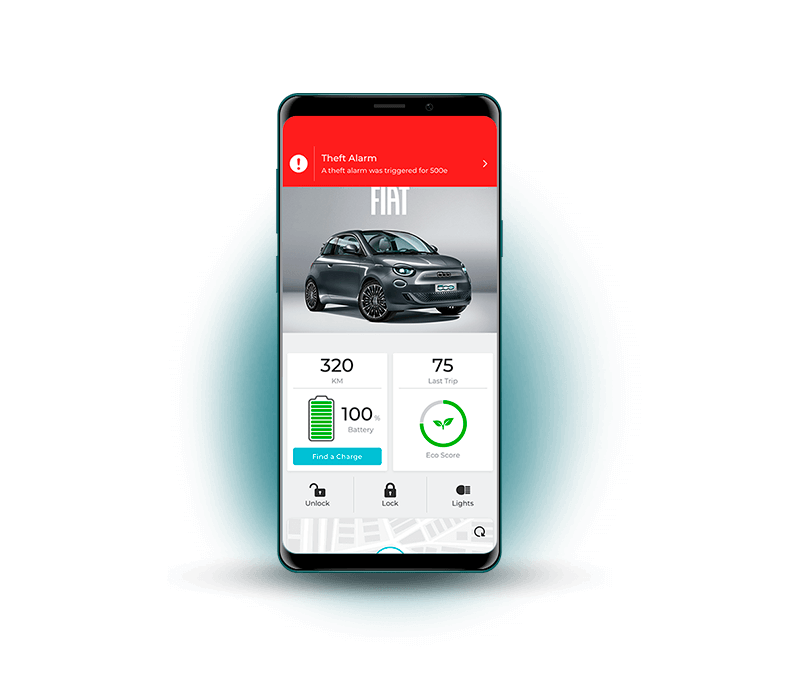 Theft Alarm
A theft alarm was triggered for 500e
FIAT
500
320
KM
100 %
Battery
Find a Charge
75
Last Trip
Eco Score
Unlock
Lock
Lights